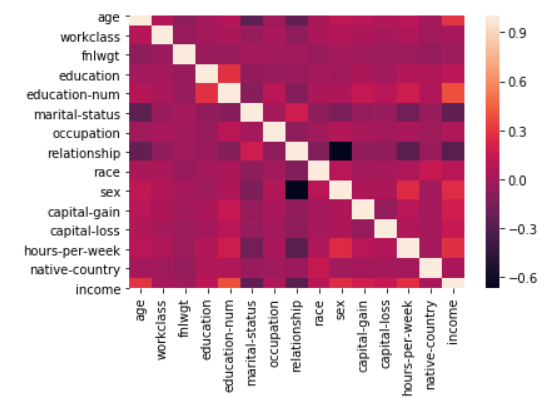 age
workclass
fnlwgt
education
education-num
marital-status
occupation
relationship
race
sex
capital-gain
capital-loss
hours-per-week
native-country
income
0.9
0.6
0.3
0.0
−0.3
−0.6
age
workclass
fnlwgt
education
education-num
marital-status
occupation
relationship
race
sex
capital-gain
capital-loss
hours-per-week
native-country
income